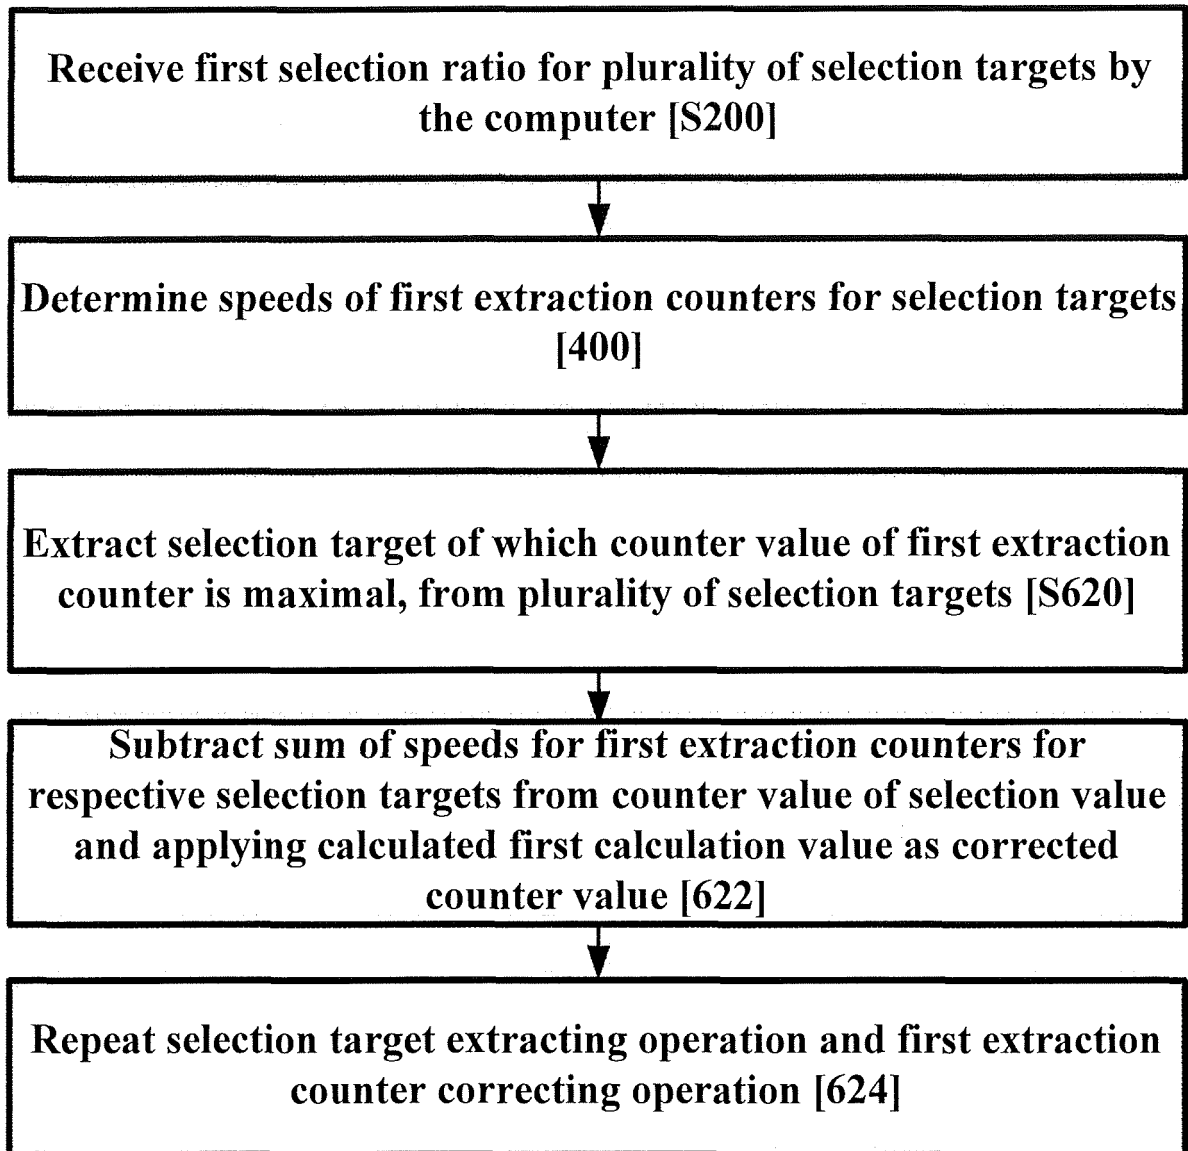 Receive first selection ratio for plurality of selection targets by
the computer [S200]
Determine speeds of first extraction counters for selection targets
[400]
Extract selection target of which counter value of first extraction
counter is maximal, from plurality of selection targets [S620]
Subtract sum of speeds for first extraction counters for
respective selection targets from counter value of selection value
and applying calculated first calculation value as corrected
counter value [622]
Repeat selection target extracting operation and first extraction
counter correcting operation [624]